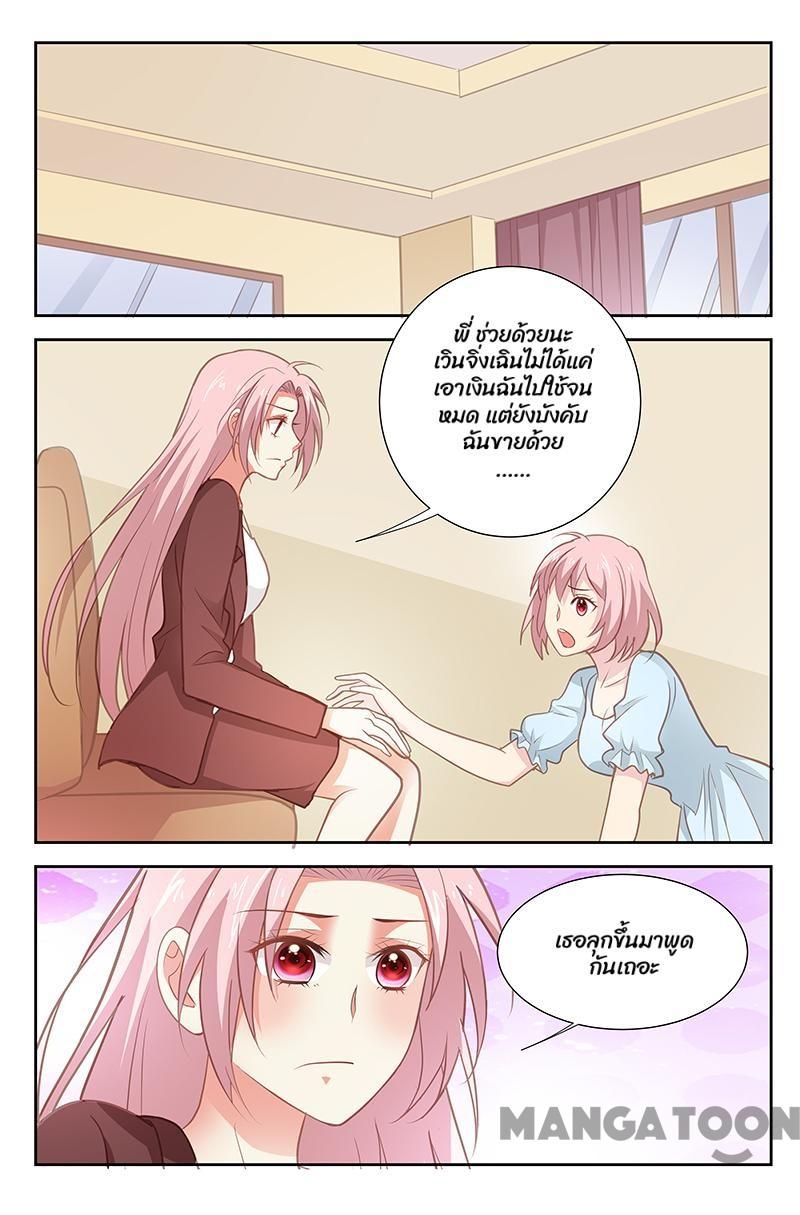 พี่ ช่วยด้วยนะ
เวินจิ่งเฉินไม่ได้แค่
เอาเงินฉันไปใช้จน
หมด แต่ยังบังคับ
ฉันขายด้วย
......
เธอลุกขึ้นมาพูด
กันเถอะ
MANGATOON